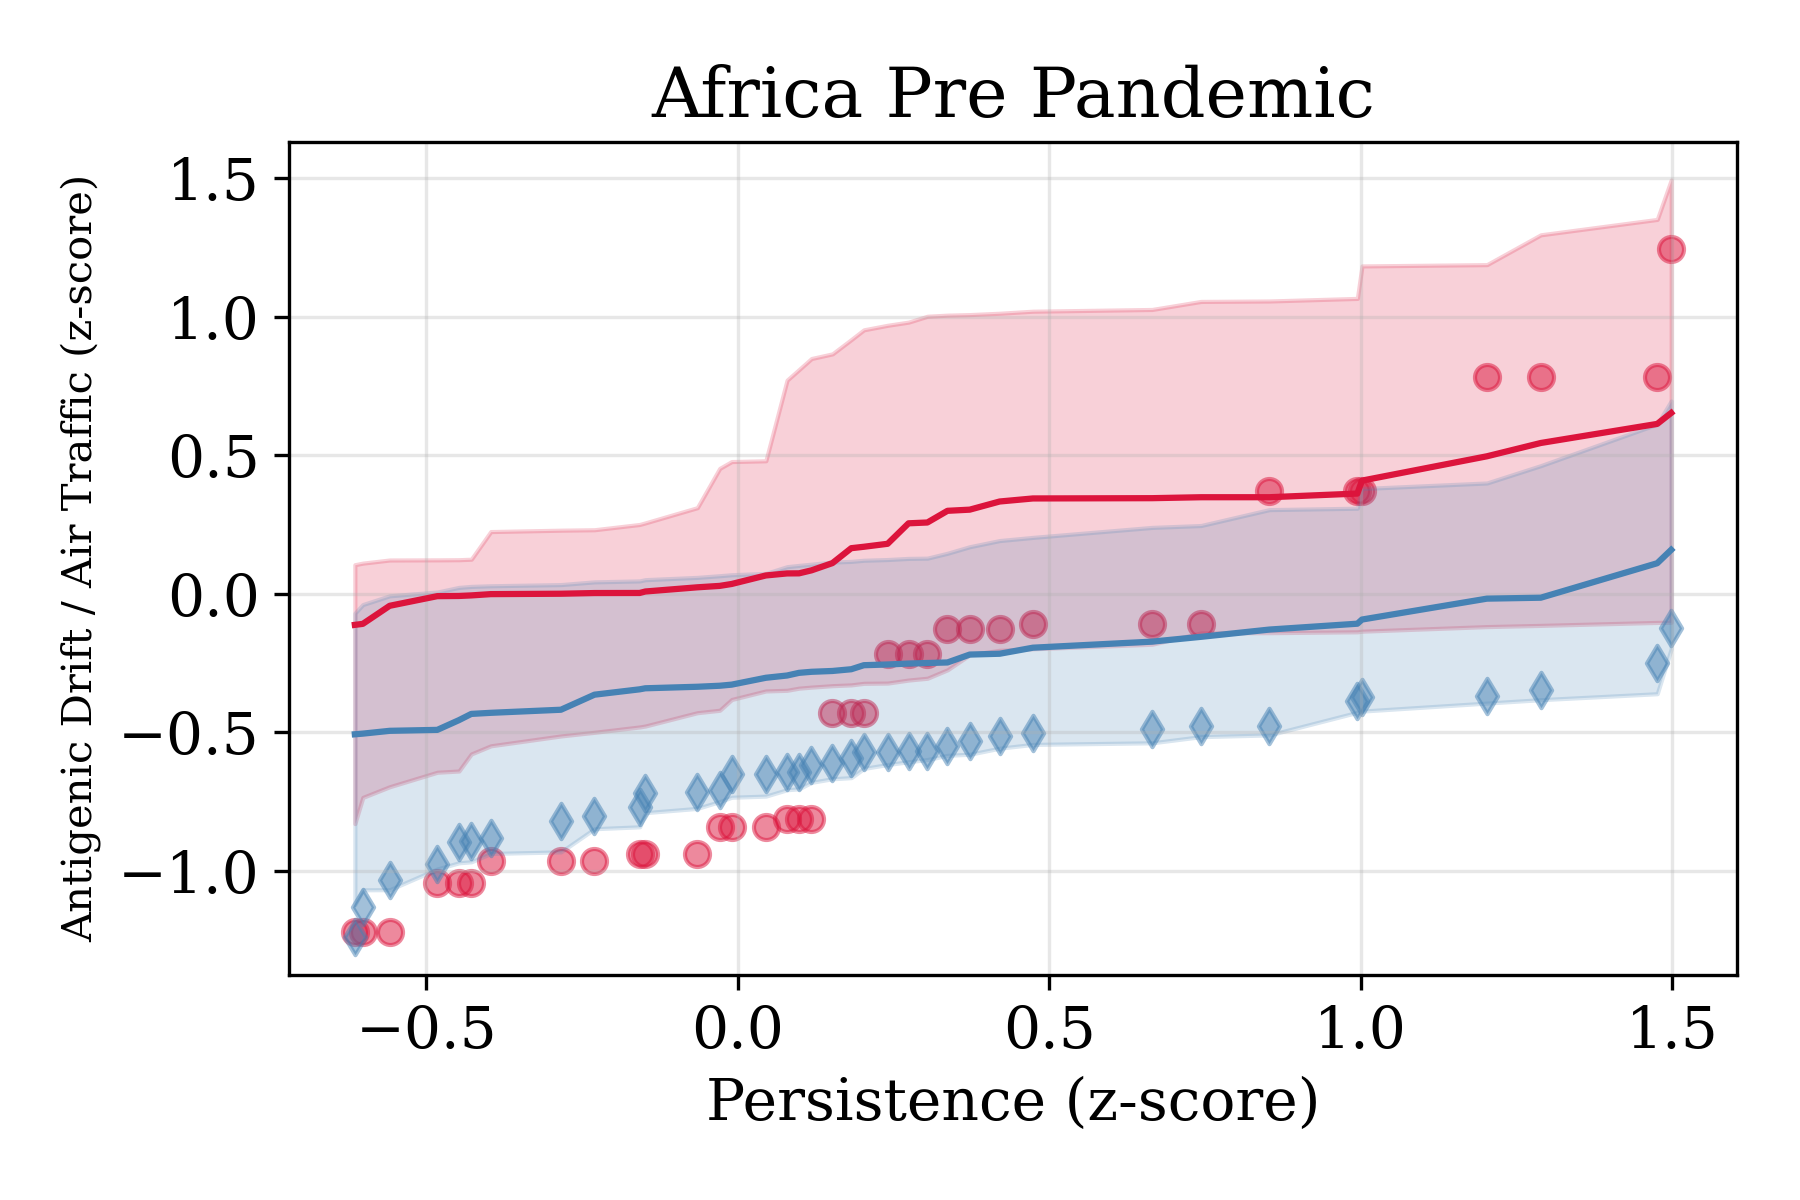 Africa Pre Pandemic
Antigenic Drift / Air Traffic (z-score)
1.5
1.0
0.5
0.0
−0.5
−1.0
−0.5 0.0 0.5 1.0 1.5
Persistence (z-score)